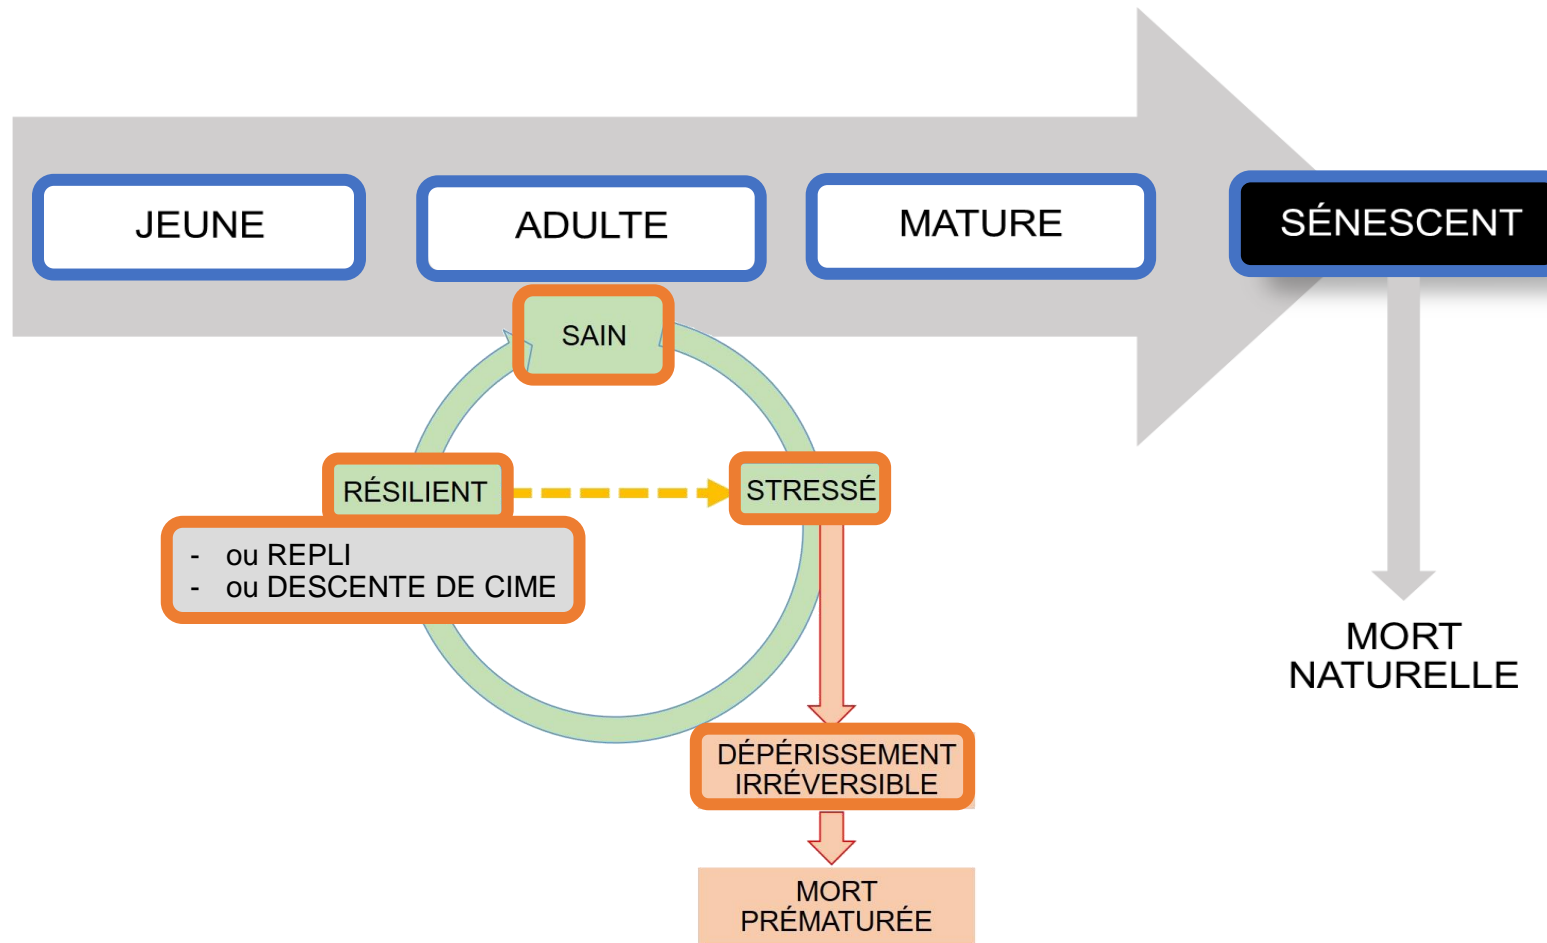 JEUNE
ADULTE
MATURE
SÉNESCENT
SAIN
RÉSILIENT
STRESSÉ
- ou REPLI
- ou DESCENTE DE CIME
MORT
NATURELLE
DÉPÉRISSEMENT
IRRÉVERSIBLE
MORT
PRÉMATURÉE